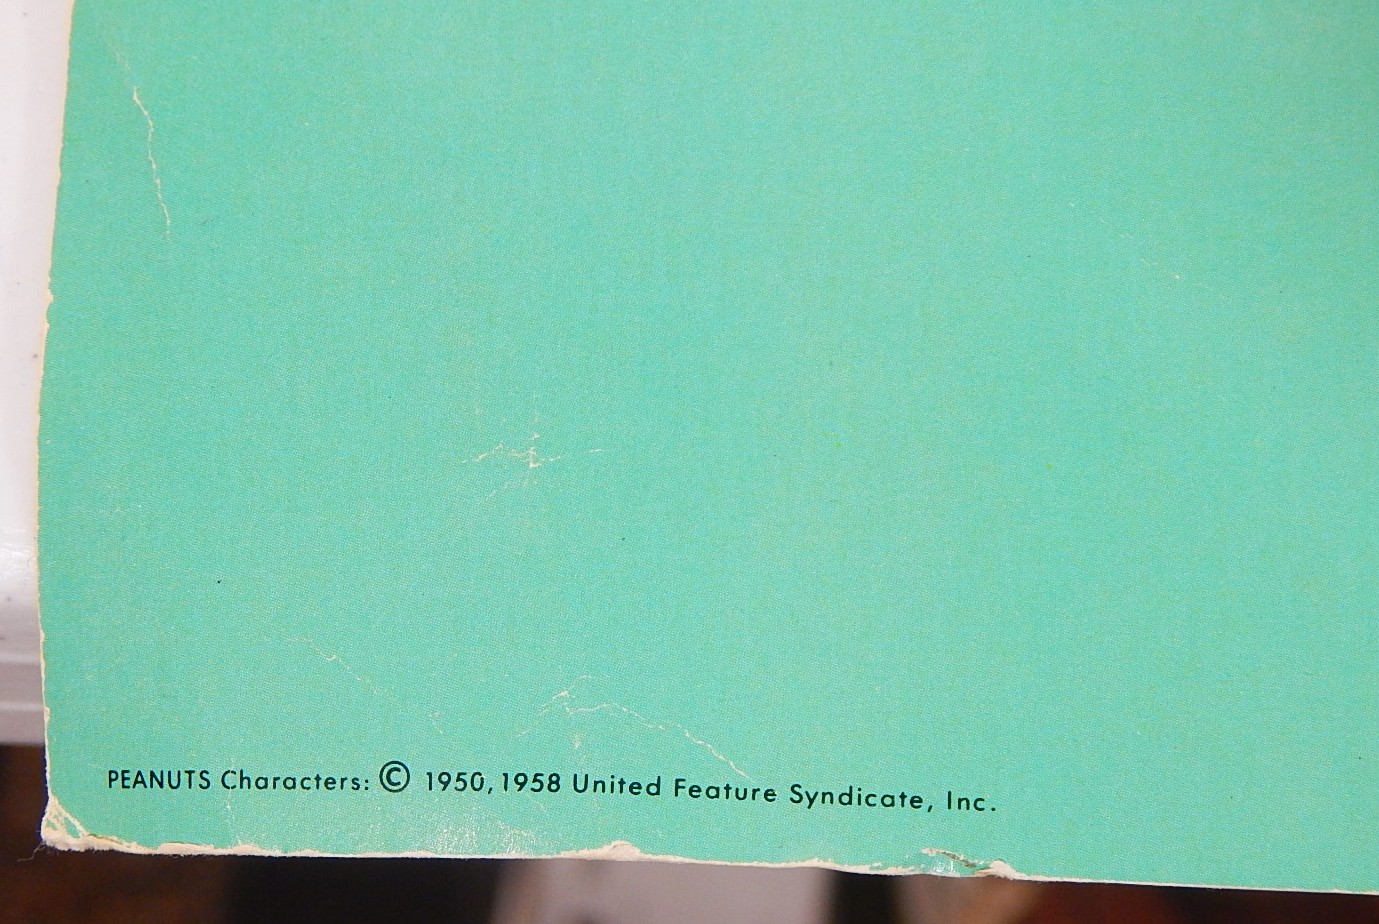 PEANUTS Characters: © 1950, 1958 United Feature Syndicate, Inc.